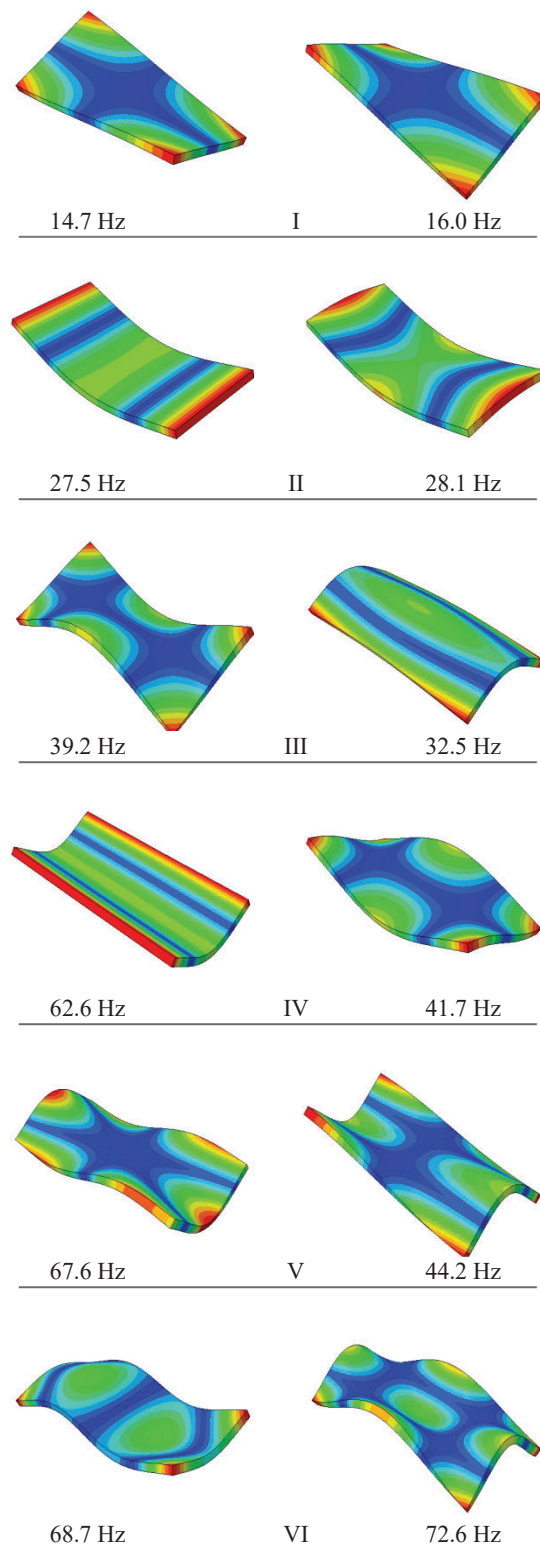 14.7 Hz I 16.0 Hz
27.5 Hz II 28.1 Hz
39.2 Hz III 32.5 Hz
62.6 Hz IV 41.7 Hz
67.6 Hz V 44.2 Hz
68.7 Hz VI 72.6 Hz